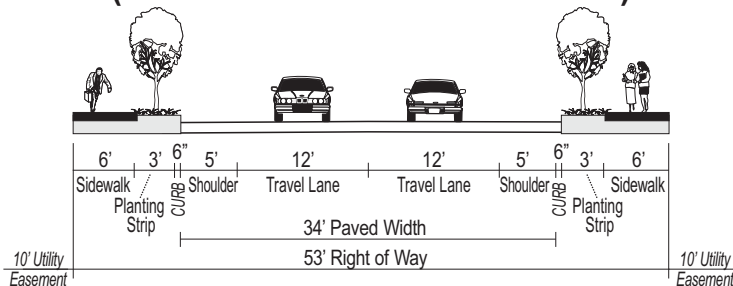 6’ 3’ 6” 5’ 12’ 12’ 5’ 6” 3’ 6’
Sidewalk CURB Shoulder Travel Lane Travel Lane Shoulder CURB Sidewalk
Planting Planting
Strip Strip
34’ Paved Width
10’ Utility 53’ Right of Way 10’ Utility
Easement Easement